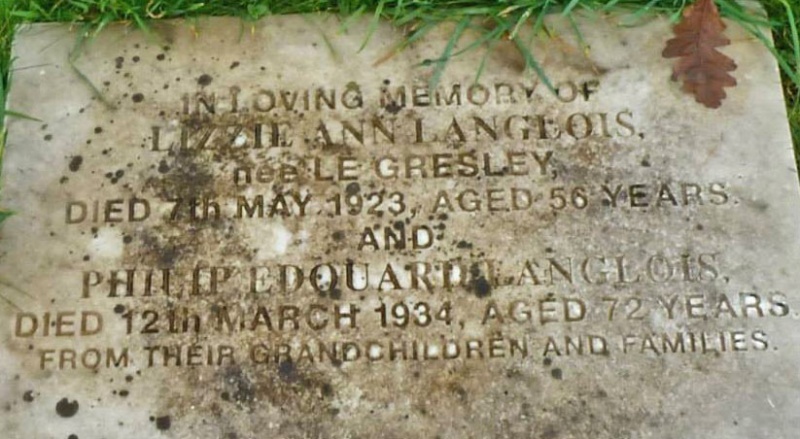 IN LOVING MEMORY OF
LIZZIE ANN LANGLOIS,
née LE GRESLEY,
DIED 7th MAY 1923, AGED 56 YEARS.
AND
PHILIP EDOUARD LANGLOIS,
DIED 12th MARCH 1934, AGED 72 YEARS.
FROM THEIR GRANDCHILDREN AND FAMILIES.